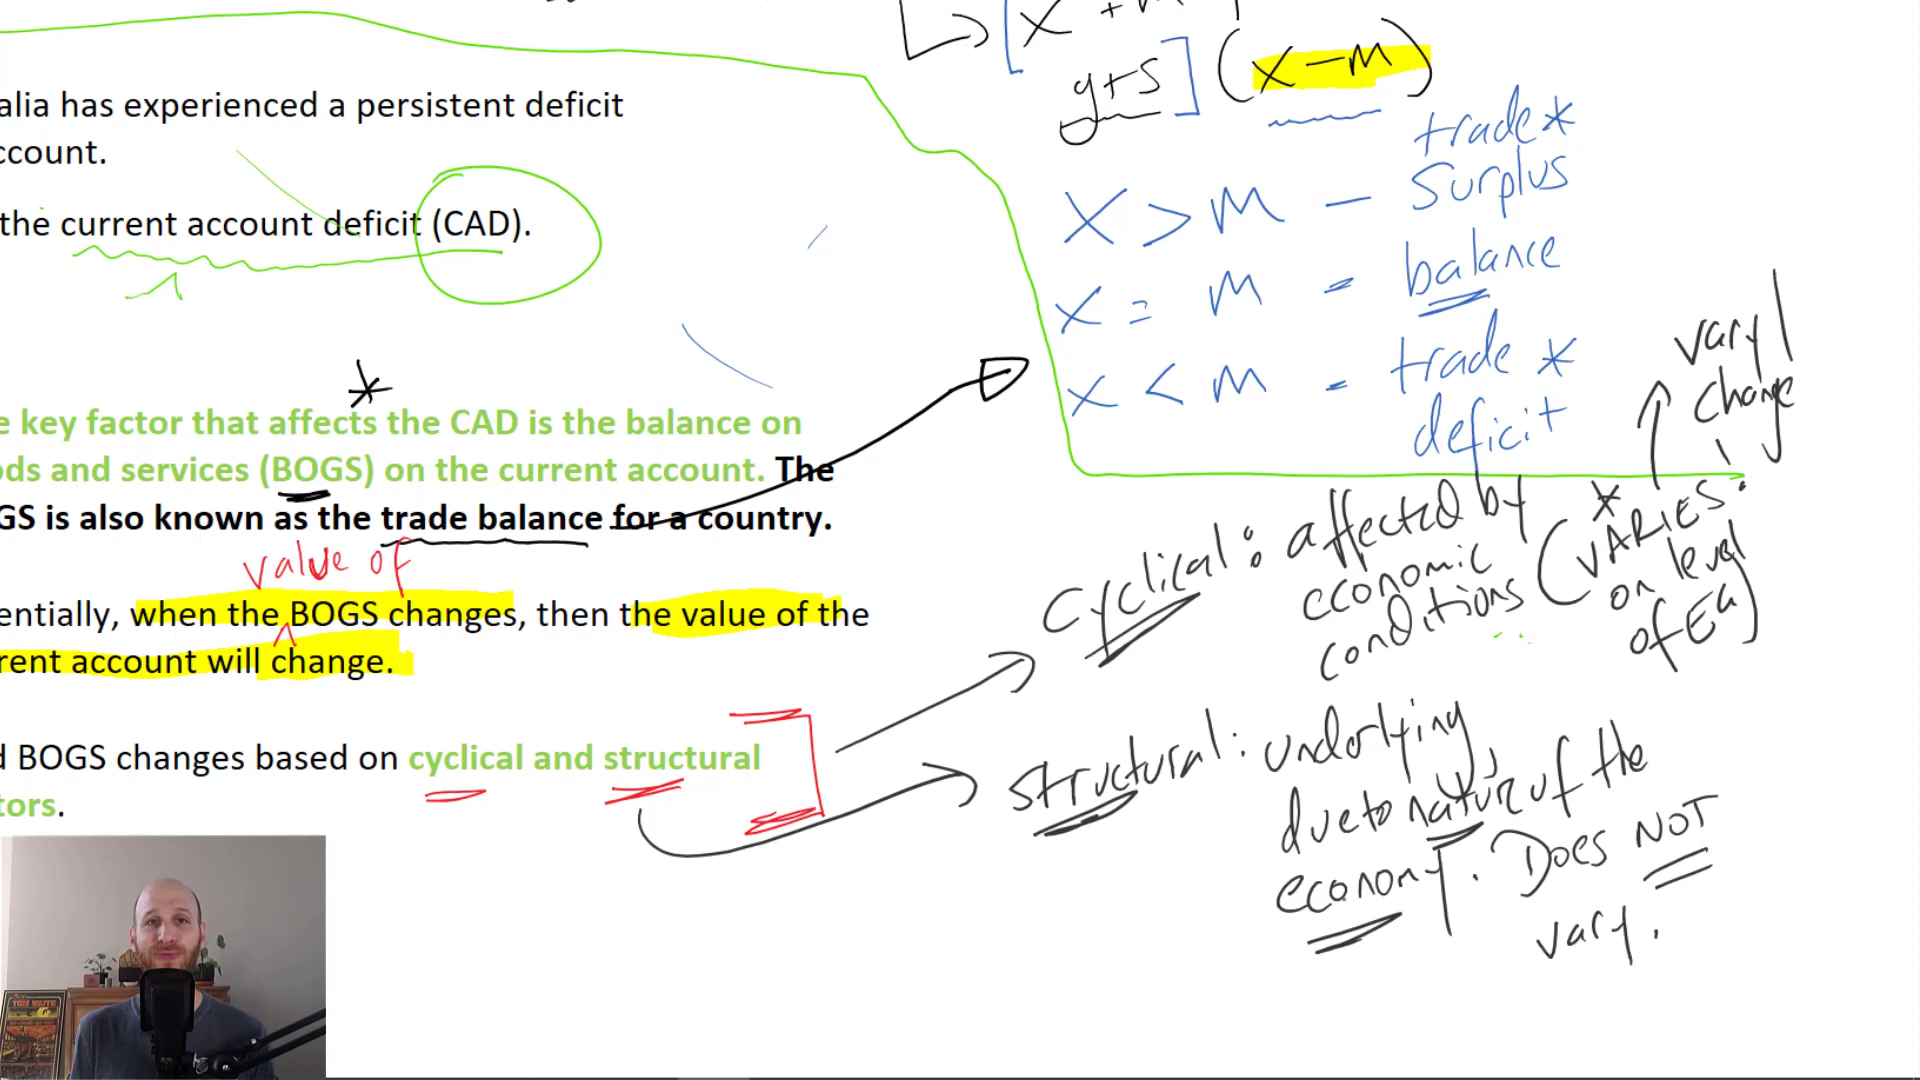 alia has experienced a persistent deficit
ccount.
the current account deficit (CAD).
e key factor that affects the CAD is the balance on
ods and services (BOGS) on the current account. The
GS is also known as the trade balance for a country.
value of
entially, when the BOGS changes, then the value of the
rrent account will change.
d BOGS changes based on cyclical and structural
tors.
[X + M
y+s] (X-M)
X > M - trade*
Surplus
X = M = balance
X < M = trade *
deficit
vary
change
Cyclical: affected by
economic
conditions (VARIES
on level
of EG)
Structural: underlying,
due to nature of the
economy. Does NOT
vary.
TOM WAITS